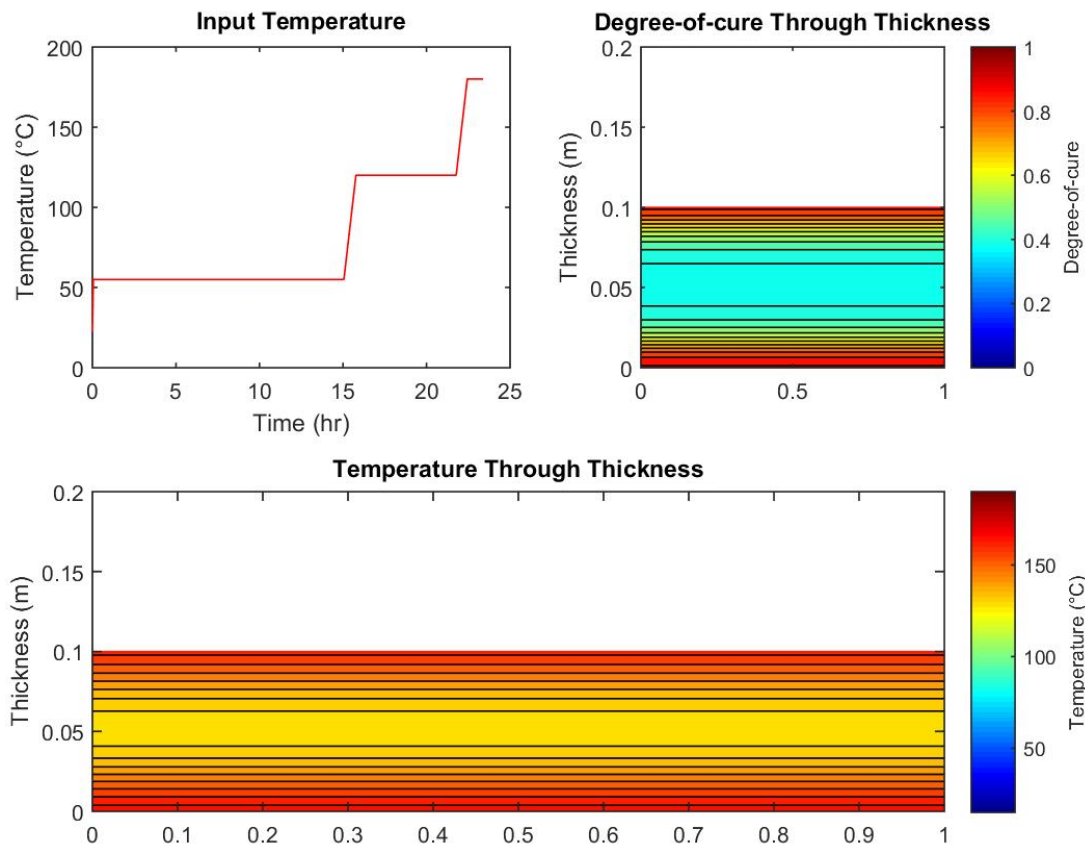 Input Temperature
200
150
100
50
0
Temperature (°C)
0 5 10 15 20 25
Time (hr)
Degree-of-cure Through Thickness
0.2
0.15
0.1
0.05
0
Thickness (m)
0 0.5 1
1
0.8
0.6
0.4
0.2
0
Degree-of-cure
Temperature Through Thickness
0.2
0.15
0.1
0.05
0
Thickness (m)
0 0.1 0.2 0.3 0.4 0.5 0.6 0.7 0.8 0.9 1
150
100
50
Temperature (°C)